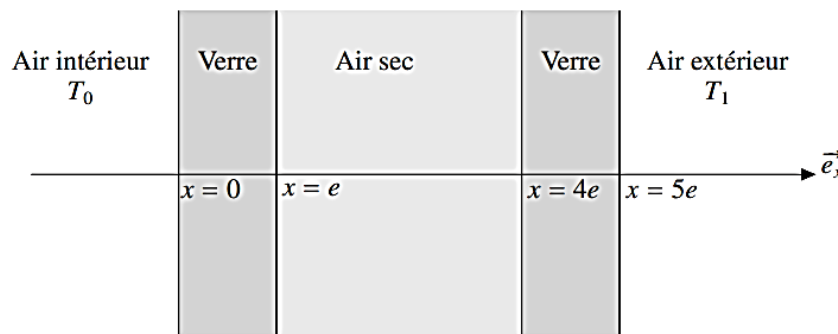 Air intérieur
T₀
Verre
Air sec
Verre
Air extérieur
T₁
x = 0
x = e
x = 4e
x = 5e